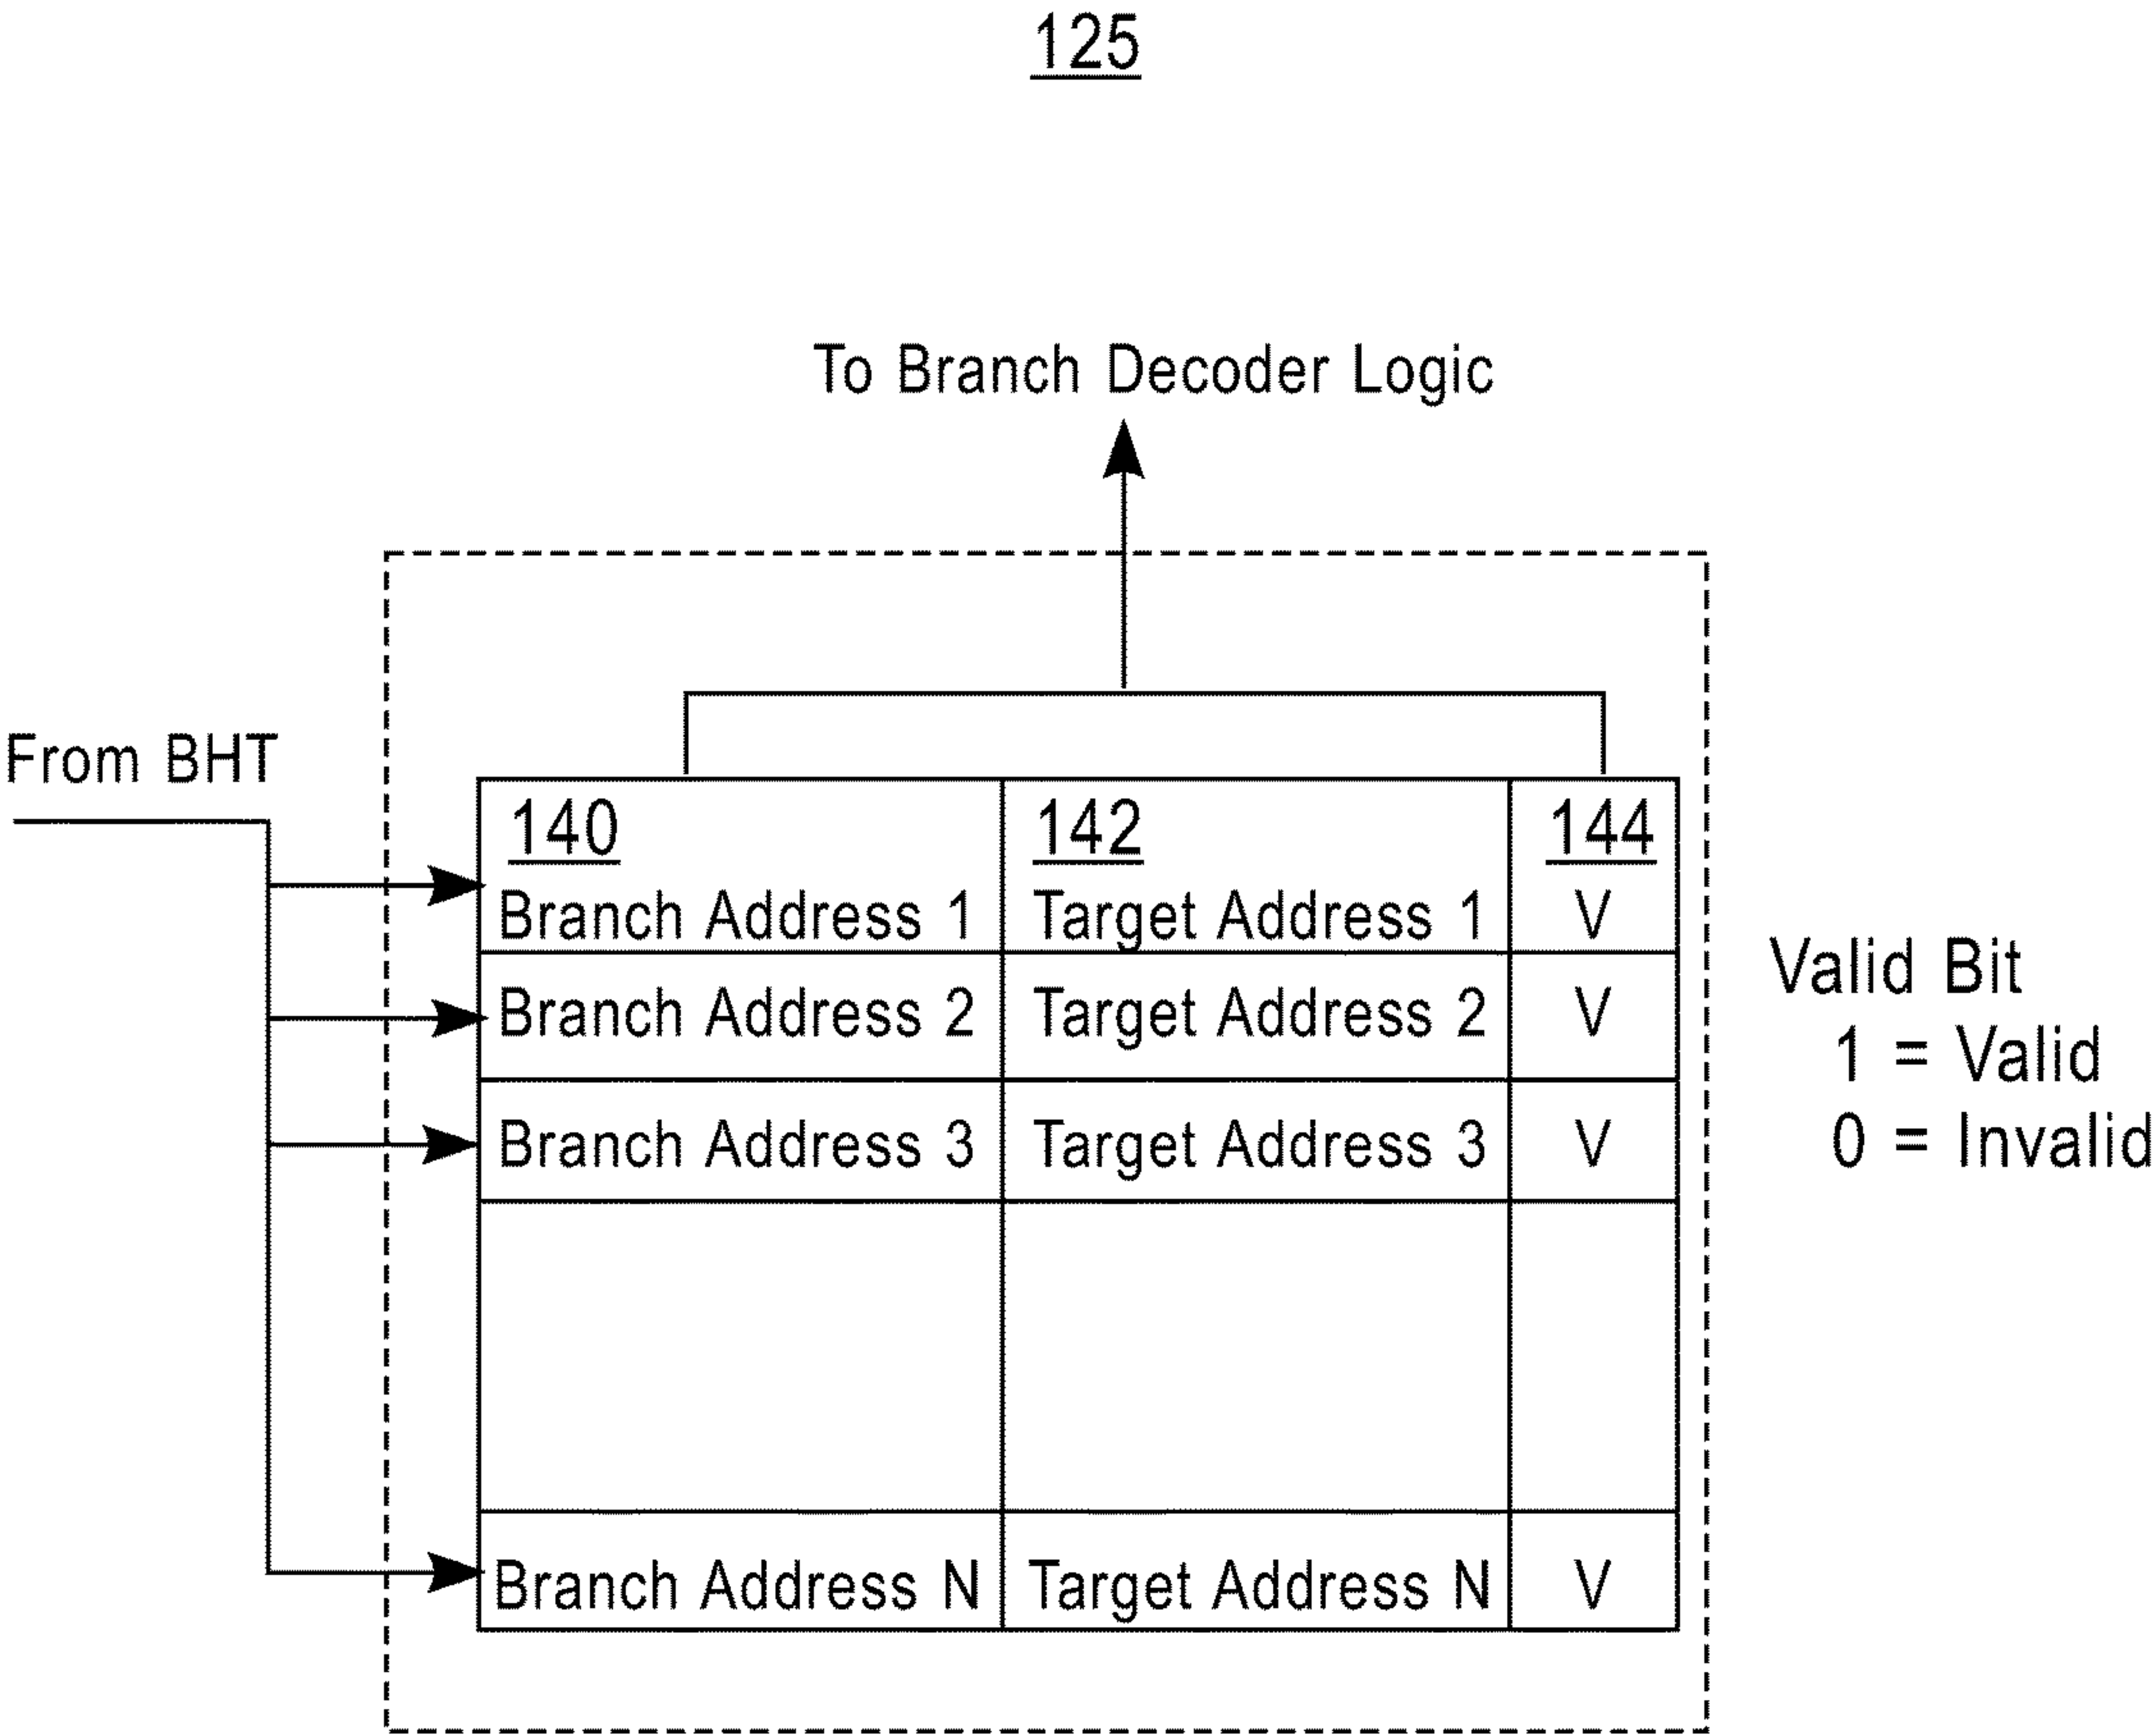 125
To Branch Decoder Logic
From BHT
140 142 144
Branch Address 1 Target Address 1 V
Branch Address 2 Target Address 2 V
Branch Address 3 Target Address 3 V
Branch Address N Target Address N V
Valid Bit
1 = Valid
0 = Invalid